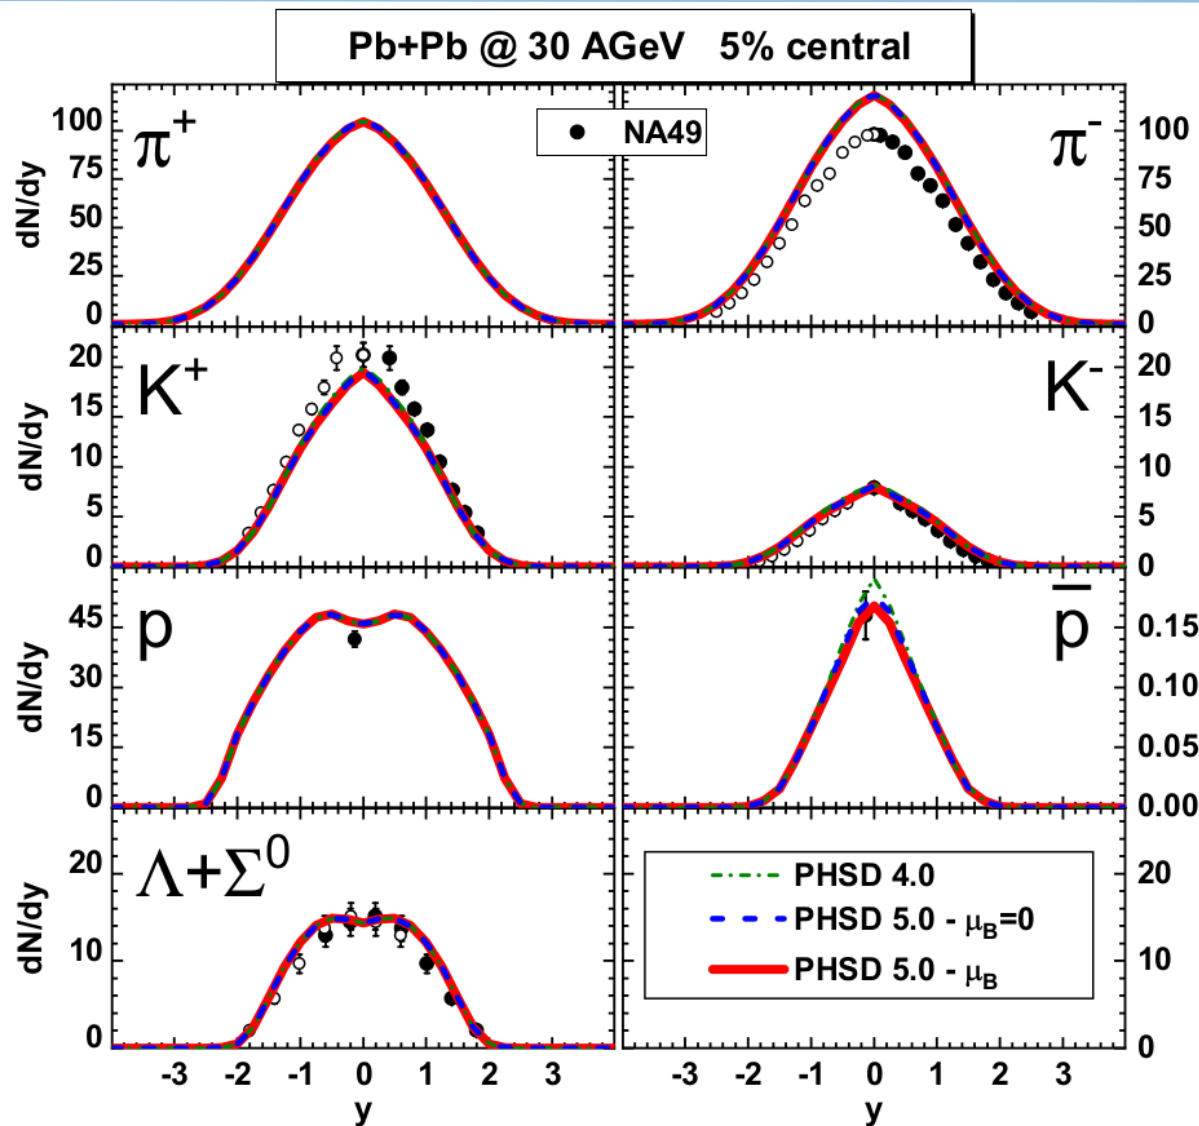 Pb+Pb @ 30 AGeV 5% central
π⁺
NA49
π⁻
dN/dy
100
75
50
25
0
100
75
50
25
0
K⁺
K⁻
dN/dy
20
15
10
5
0
20
15
10
5
0
p
p̅
dN/dy
45
30
15
0
0.15
0.10
0.05
0.00
Λ+Σ⁰
dN/dy
20
10
0
PHSD 4.0
PHSD 5.0 - μ_B=0
PHSD 5.0 - μ_B
20
10
0
-3 -2 -1 0 1 2 3
-3 -2 -1 0 1 2 3
y
y